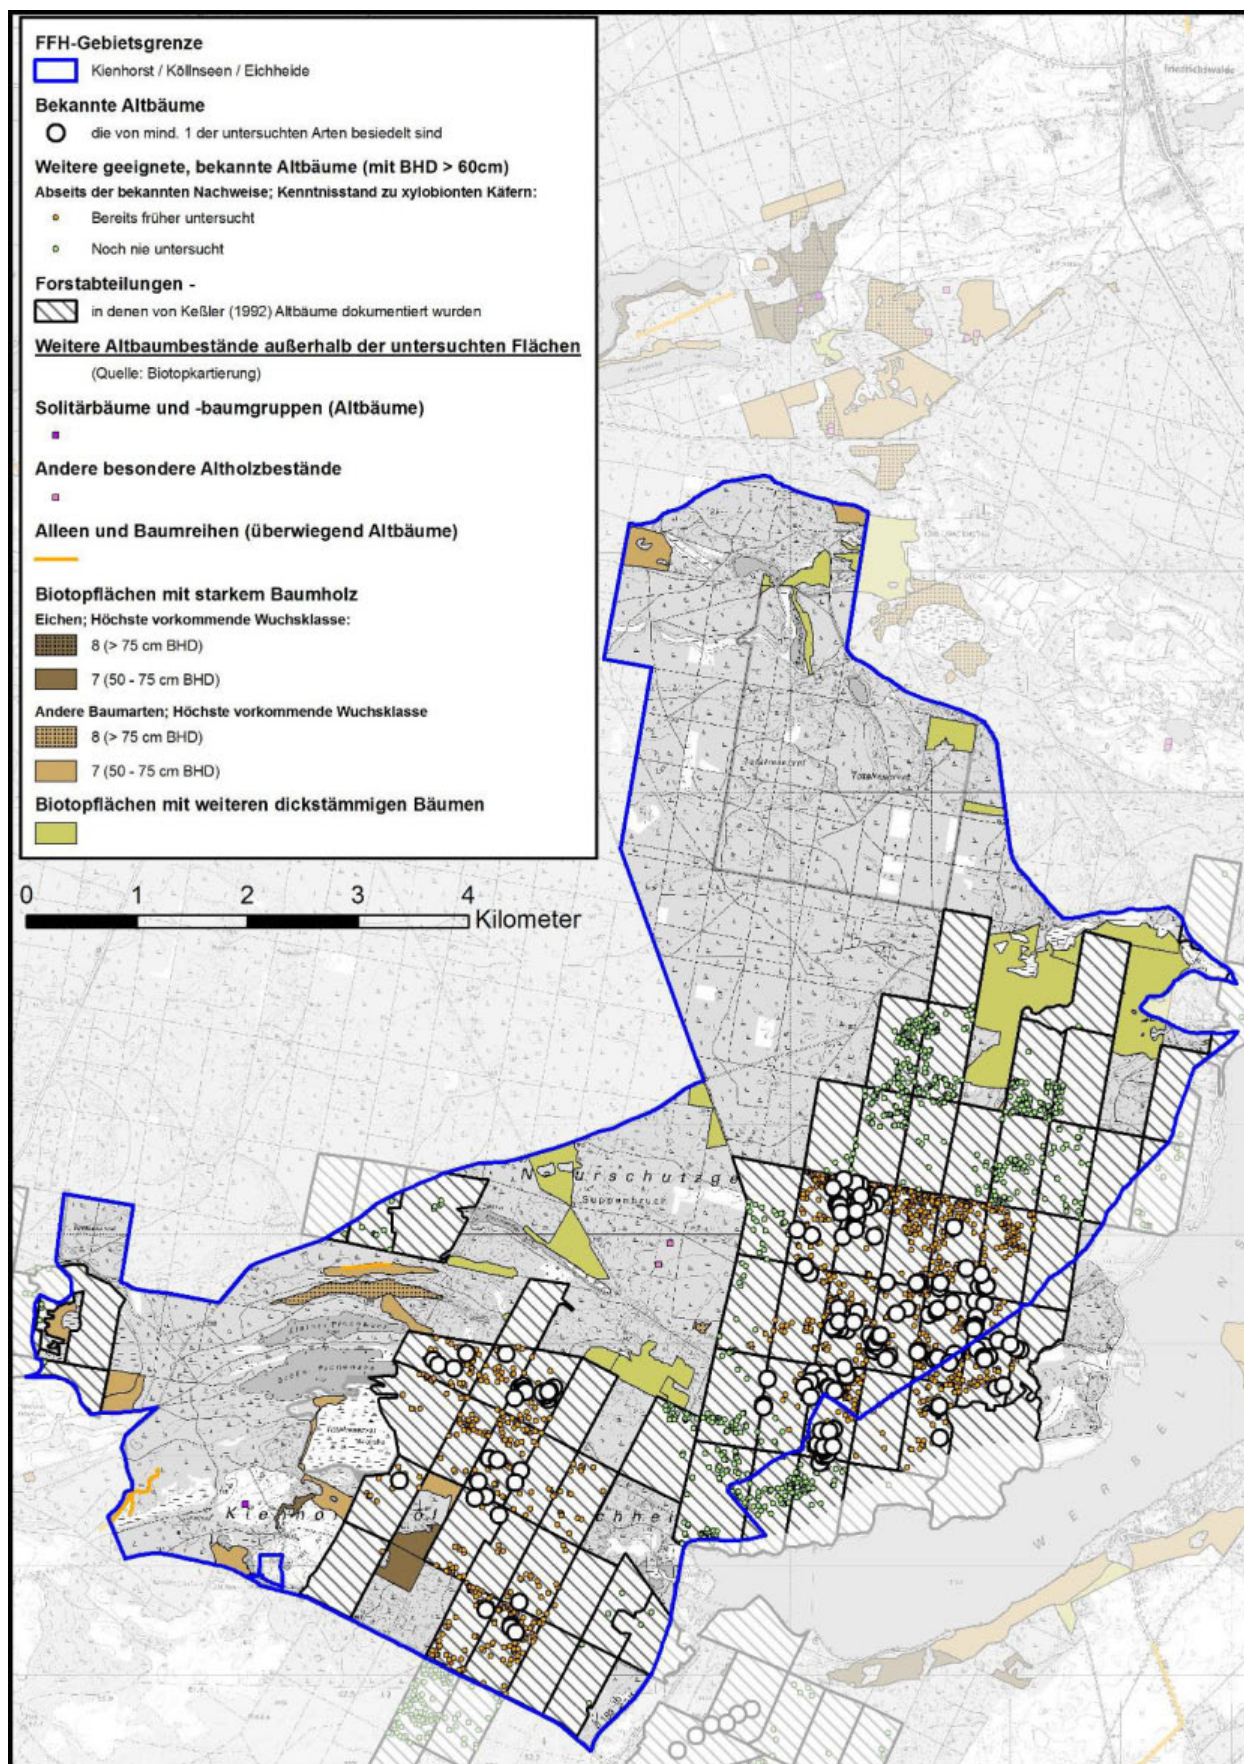 FFH-Gebietsgrenze
Kienhorst / Köllnseen / Eichheide
Bekannte Altbäume
die von mind. 1 der untersuchten Arten besiedelt sind
Weitere geeignete, bekannte Altbäume (mit BHD > 60cm)
Abseits der bekannten Nachweise; Kenntnisstand zu xylobionten Käfern:
Bereits früher untersucht
Noch nie untersucht
Forstabteilungen -
in denen von Keßler (1992) Altbäume dokumentiert wurden
Weitere Altbaumbestände außerhalb der untersuchten Flächen
(Quelle: Biotopkartierung)
Solitärbäume und -baumgruppen (Altbäume)
Andere besondere Altholzbestände
Alleen und Baumreihen (überwiegend Altbäume)
Biotopflächen mit starkem Baumholz
Eichen; Höchste vorkommende Wuchsklasse:
8 (> 75 cm BHD)
7 (50 - 75 cm BHD)
Andere Baumarten; Höchste vorkommende Wuchsklasse
8 (> 75 cm BHD)
7 (50 - 75 cm BHD)
Biotopflächen mit weiteren dickstämmigen Bäumen
0 1 2 3 4
Kilometer
Friedrichswalde
Totalreservat
Totalreservat
Suppenbruch
WERBELLINS